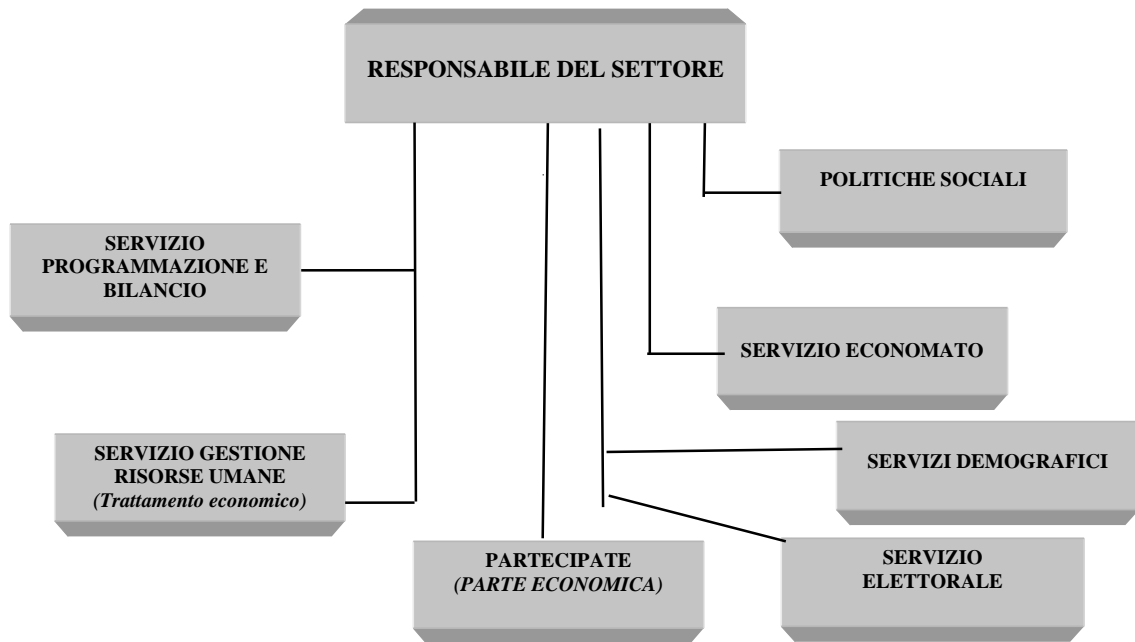 RESPONSABILE DEL SETTORE
POLITICHE SOCIALI
SERVIZIO
PROGRAMMAZIONE E
BILANCIO
SERVIZIO ECONOMATO
SERVIZIO GESTIONE
RISORSE UMANE
(Trattamento economico)
SERVIZI DEMOGRAFICI
PARTECIPATE
(PARTE ECONOMICA)
SERVIZIO
ELETTORALE